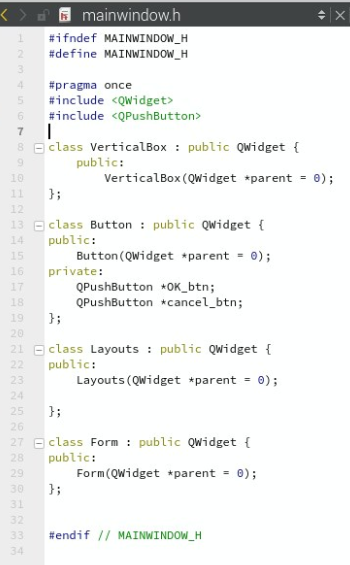 mainwindow.h
1 #ifndef MAINWINDOW_H
2 #define MAINWINDOW_H
3
4 #pragma once
5 #include <QWidget>
6 #include <QPushButton>
7
8 class VerticalBox : public QWidget {
9     public:
10         VerticalBox(QWidget *parent = 0);
11 };
12
13 class Button : public QWidget {
14 public:
15     Button(QWidget *parent = 0);
16 private:
17     QPushButton *OK_btn;
18     QPushButton *cancel_btn;
19 };
20
21 class Layouts : public QWidget {
22 public:
23     Layouts(QWidget *parent = 0);
24
25 };
26
27 class Form : public QWidget {
28 public:
29     Form(QWidget *parent = 0);
30 };
31
32
33 #endif // MAINWINDOW_H
34